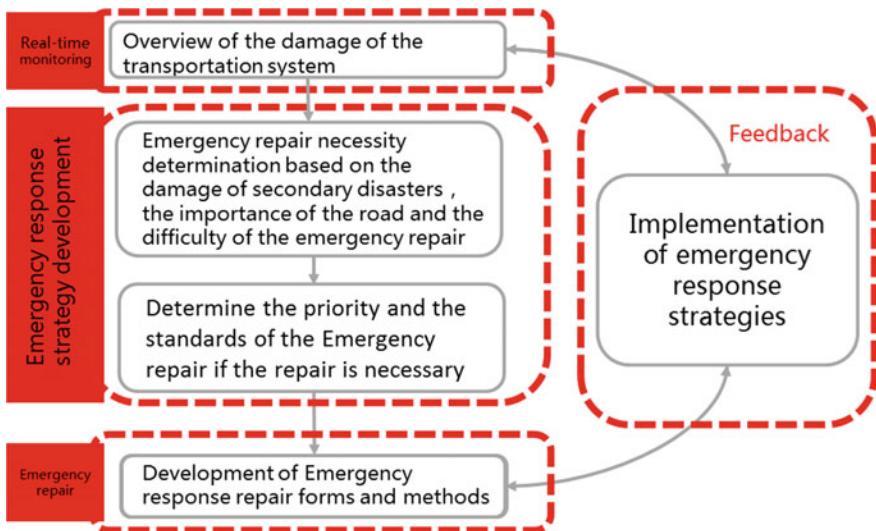 Real-time
monitoring
Overview of the damage of the
transportation system
Emergency response
strategy development
Emergency repair necessity
determination based on the
damage of secondary disasters ,
the importance of the road and the
difficulty of the emergency repair
Determine the priority and the
standards of the Emergency
repair if the repair is necessary
Emergency
repair
Development of Emergency
response repair forms and methods
Feedback
Implementation
of emergency
response
strategies